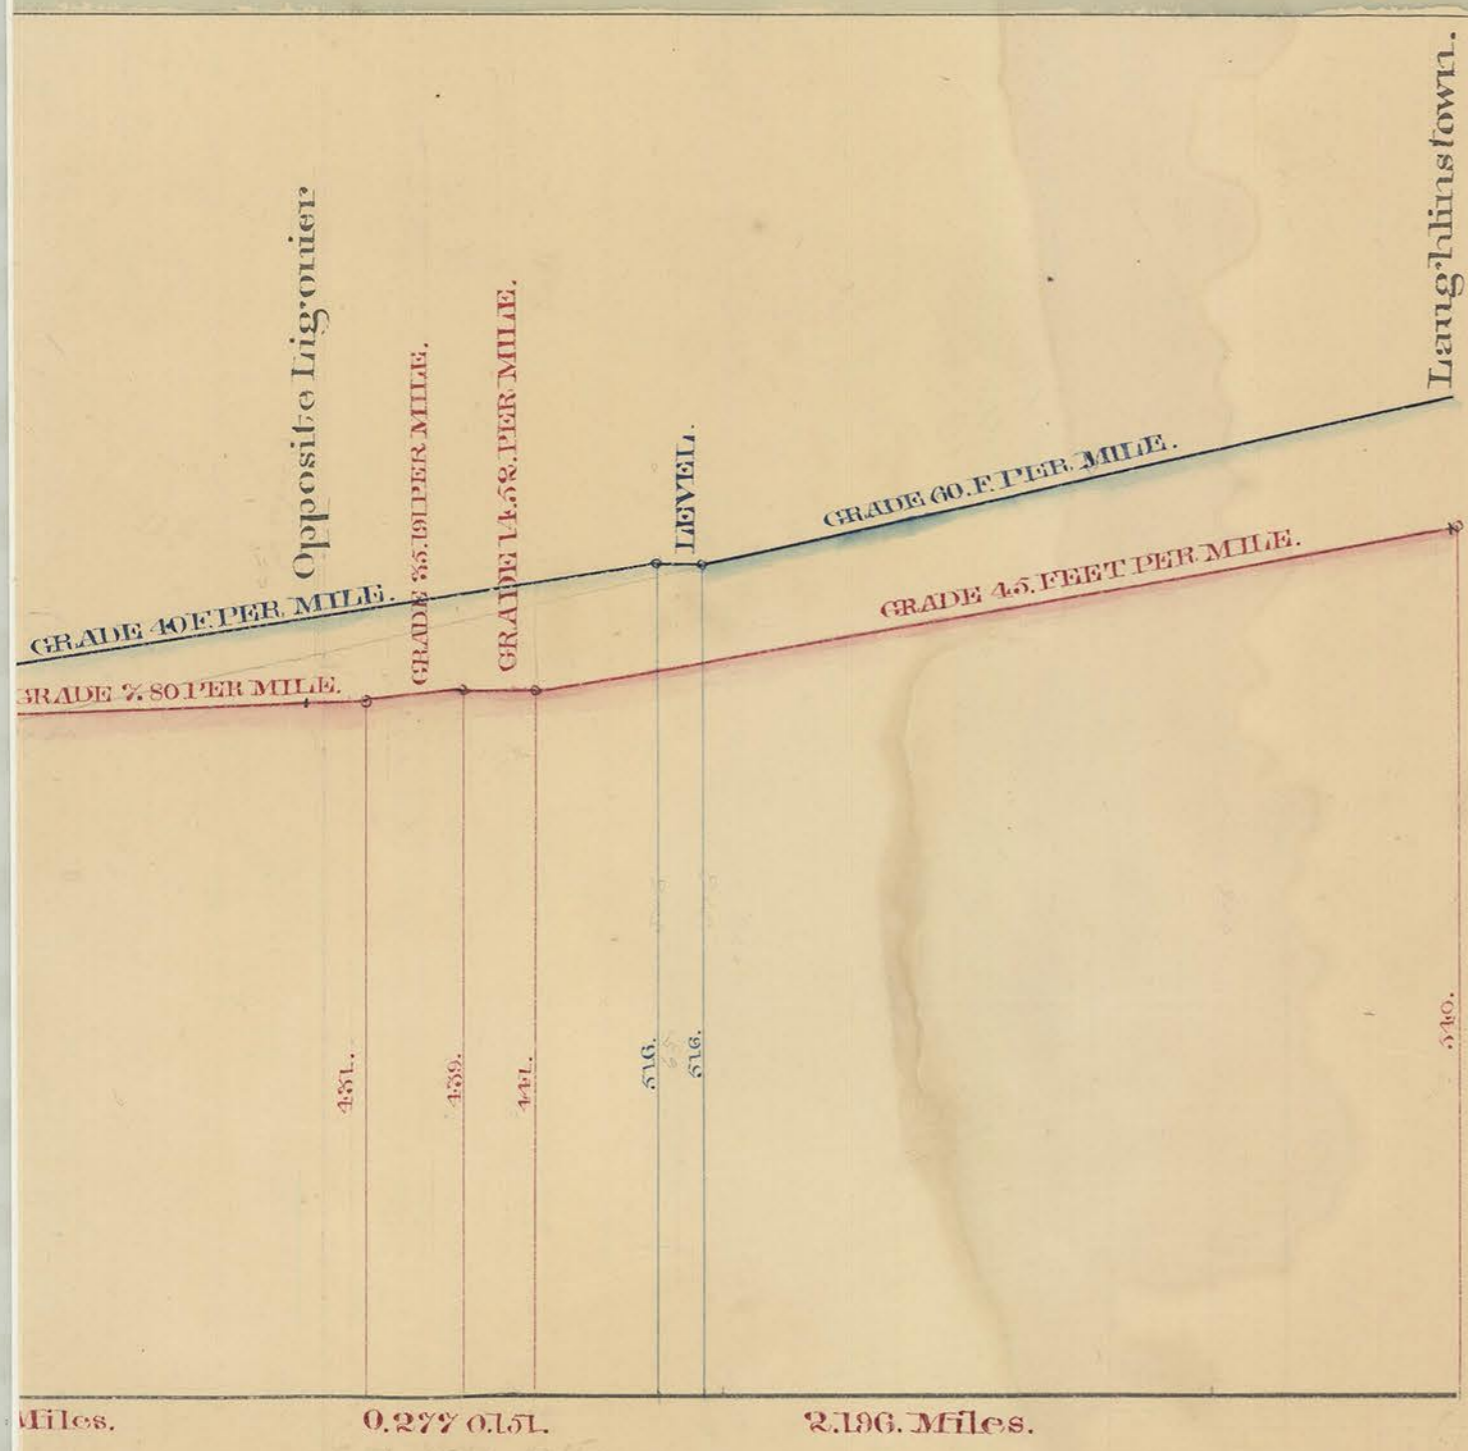 Laughlinstown.
Opposite Ligonier
GRADE 35.191 PER MILE.
GRADE 14.52. PER MILE.
LEVEL.
GRADE 60. F. PER MILE.
GRADE 45. FEET PER MILE.
GRADE 40 F. PER MILE.
GRADE 7.80 PER MILE.
431.
439.
441.
516.
516.
540.
Miles.
0.277 0.151.
2.196. Miles.